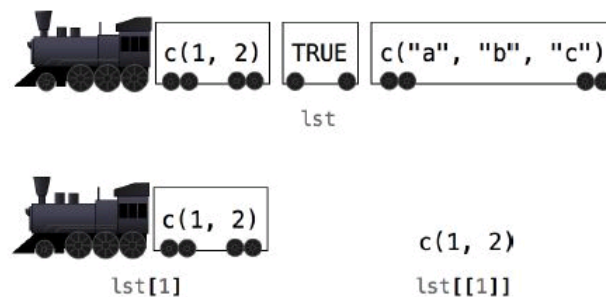 c(1, 2) TRUE c("a", "b", "c")
lst
c(1, 2)
c(1, 2)
lst[1] lst[[1]]